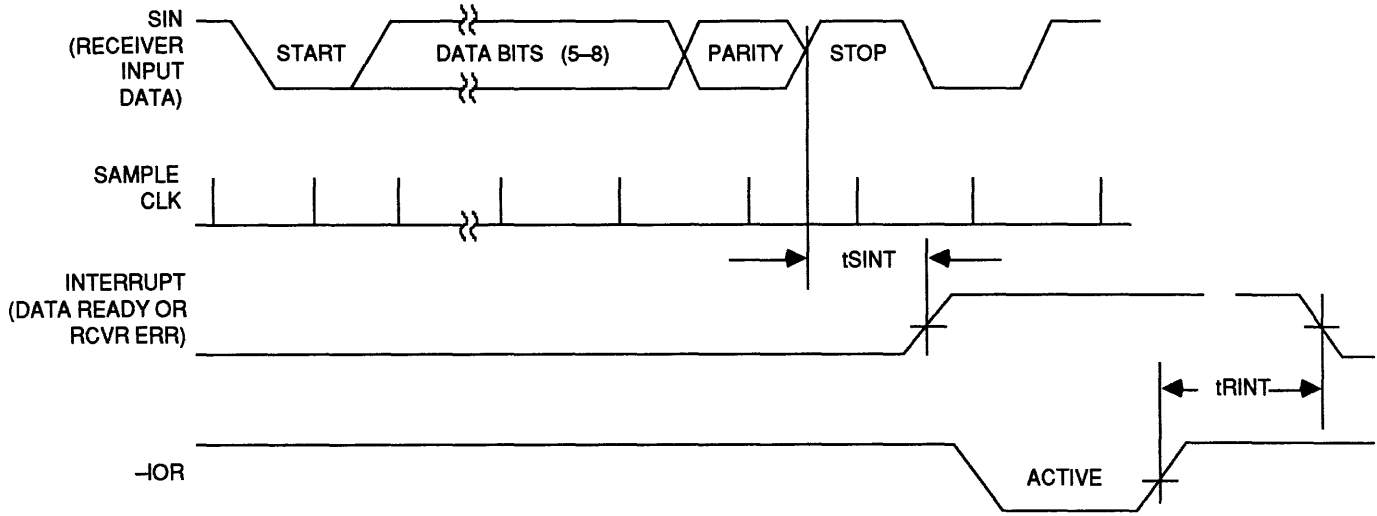 SIN
(RECEIVER
INPUT
DATA)
START
DATA BITS (5–8)
PARITY
STOP
SAMPLE
CLK
tSINT
INTERRUPT
(DATA READY OR
RCVR ERR)
tRINT
–IOR
ACTIVE